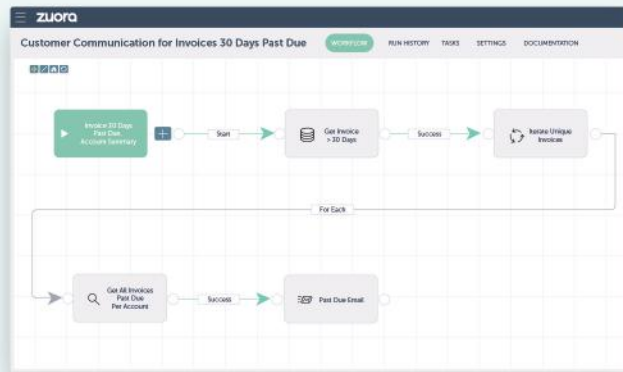 zuora
Customer Communication for Invoices 30 Days Past Due
WORKFLOW
RUN HISTORY
TASKS
SETTINGS
DOCUMENTATION
Invoice 30 Days
Past Due,
Account Summary
Start
Get Invoice
> 30 Days
Success
Iterate Unique
Invoices
For Each
Get All Invoices
Past Due
Per Account
Success
Past Due Email